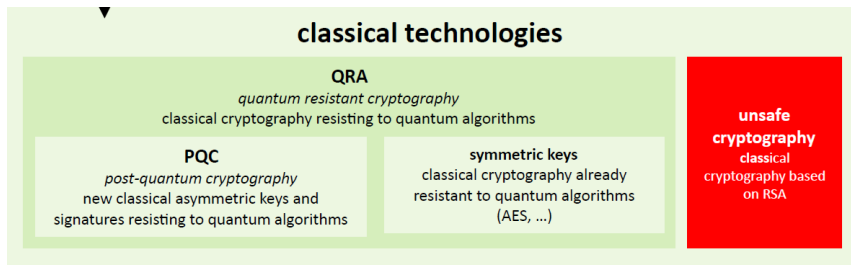 classical technologies
QRA
quantum resistant cryptography
classical cryptography resisting to quantum algorithms
PQC
post-quantum cryptography
new classical asymmetric keys and
signatures resisting to quantum algorithms
symmetric keys
classical cryptography already
resistant to quantum algorithms
(AES, ...)
unsafe
cryptography
classical
cryptography based
on RSA